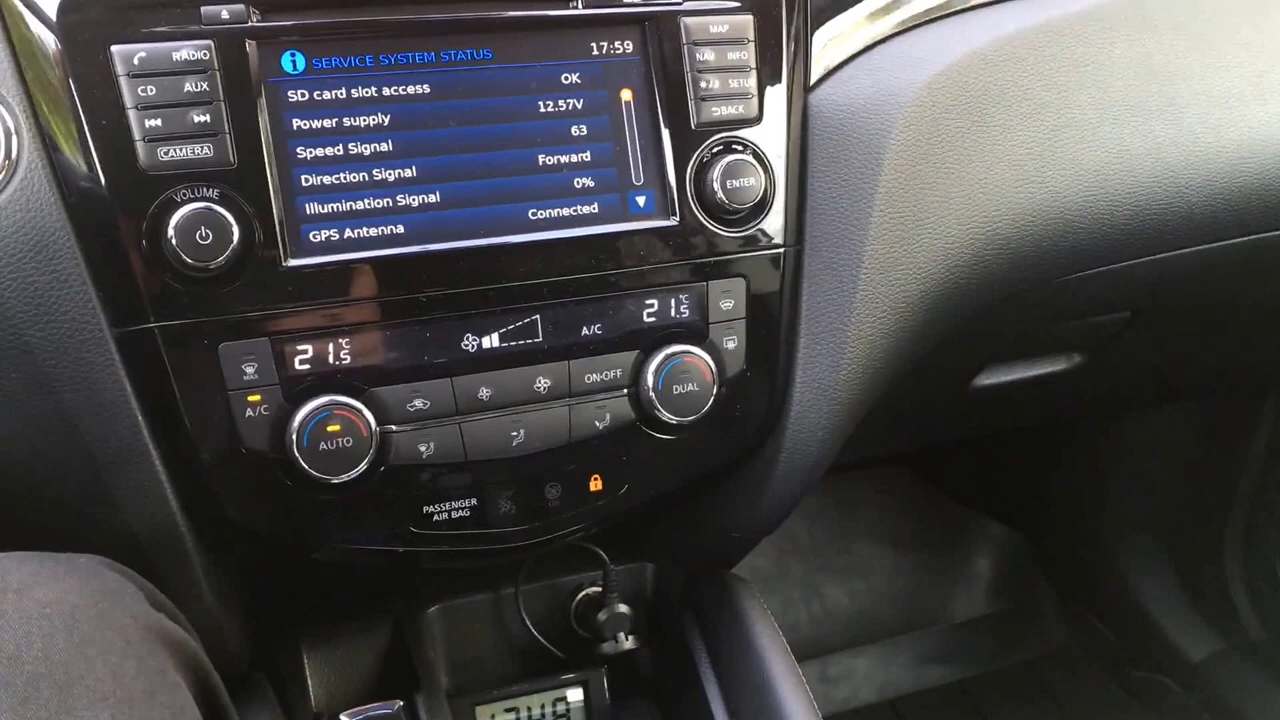 MAP
RADIO
NAV INFO
CD AUX
SETU
BACK
CAMERA
VOLUME
ENTER
SERVICE SYSTEM STATUS 17:59
SD card slot access OK
Power supply 12.57V
Speed Signal 63
Direction Signal Forward
Illumination Signal 0%
GPS Antenna Connected
21.5°C A/C 21.5°C
MAX
A/C
ON·OFF
AUTO
DUAL
PASSENGER
AIR BAG